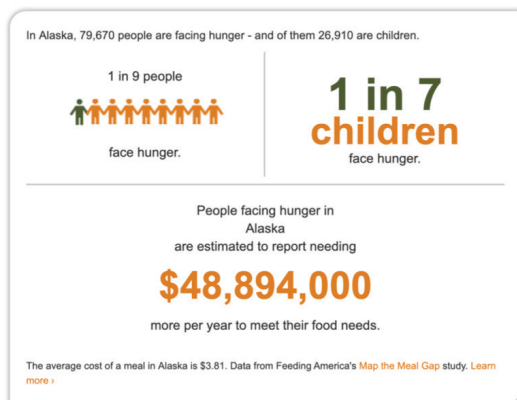 In Alaska, 79,670 people are facing hunger - and of them 26,910 are children.
1 in 9 people
face hunger.
1 in 7
children
face hunger.
People facing hunger in
Alaska
are estimated to report needing
$48,894,000
more per year to meet their food needs.
The average cost of a meal in Alaska is $3.81. Data from Feeding America's Map the Meal Gap study. Learn
more ›